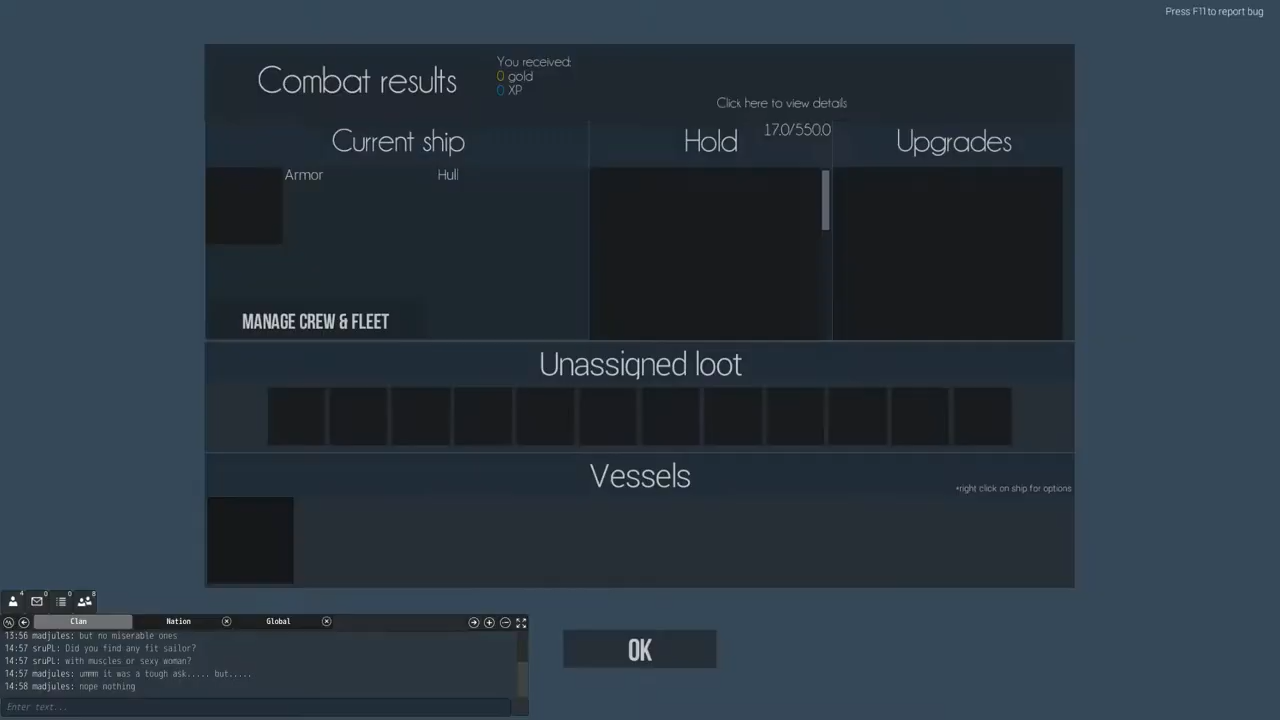 Press F11 to report bug
Combat results
You received:
0 gold
0 XP
Click here to view details
Current ship
Hold
17.0/550.0
Upgrades
Armor
Hull
MANAGE CREW & FLEET
Unassigned loot
Vessels
*right click on ship for options
4
0
0
8
Clan
Nation
Global
13:56 madjules: but no miserable ones
14:57 sruPL: Did you find any fit sailor?
14:57 sruPL: with muscles or sexy woman?
14:57 madjules: ummm it was a tough ask..... but.....
14:58 madjules: nope nothing
Enter text...
OK